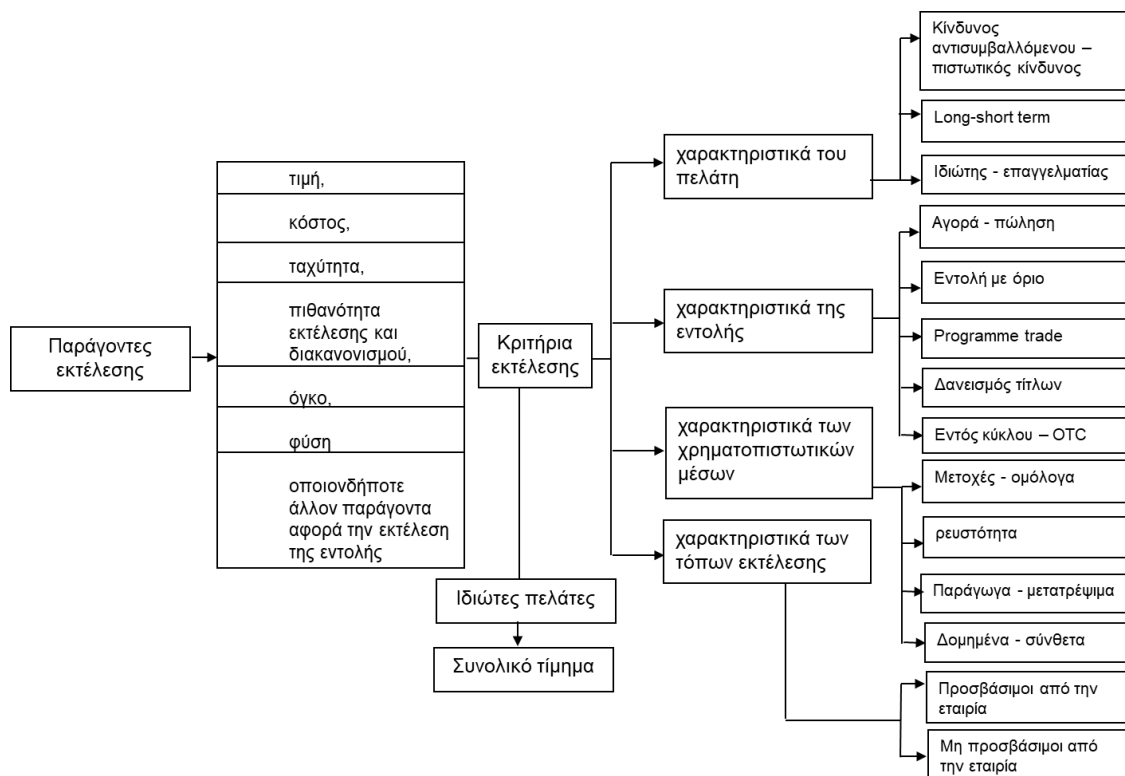 Παράγοντες
εκτέλεσης
τιμή,
κόστος,
ταχύτητα,
πιθανότητα
εκτέλεσης και
διακανονισμού,
όγκο,
φύση
οποιονδήποτε
άλλον παράγοντα
αφορά την εκτέλεση
της εντολής
Κριτήρια
εκτέλεσης
Ιδιώτες πελάτες
Συνολικό τίμημα
χαρακτηριστικά του
πελάτη
Κίνδυνος
αντισυμβαλλόμενου –
πιστωτικός κίνδυνος
Long-short term
Ιδιώτης - επαγγελματίας
χαρακτηριστικά της
εντολής
Αγορά - πώληση
Εντολή με όριο
Programme trade
Δανεισμός τίτλων
Εντός κύκλου – OTC
χαρακτηριστικά των
χρηματοπιστωτικών
μέσων
Μετοχές - ομόλογα
ρευστότητα
Παράγωγα - μετατρέψιμα
Δομημένα - σύνθετα
χαρακτηριστικά των
τόπων εκτέλεσης
Προσβάσιμοι από την
εταιρία
Μη προσβάσιμοι από
την εταιρία